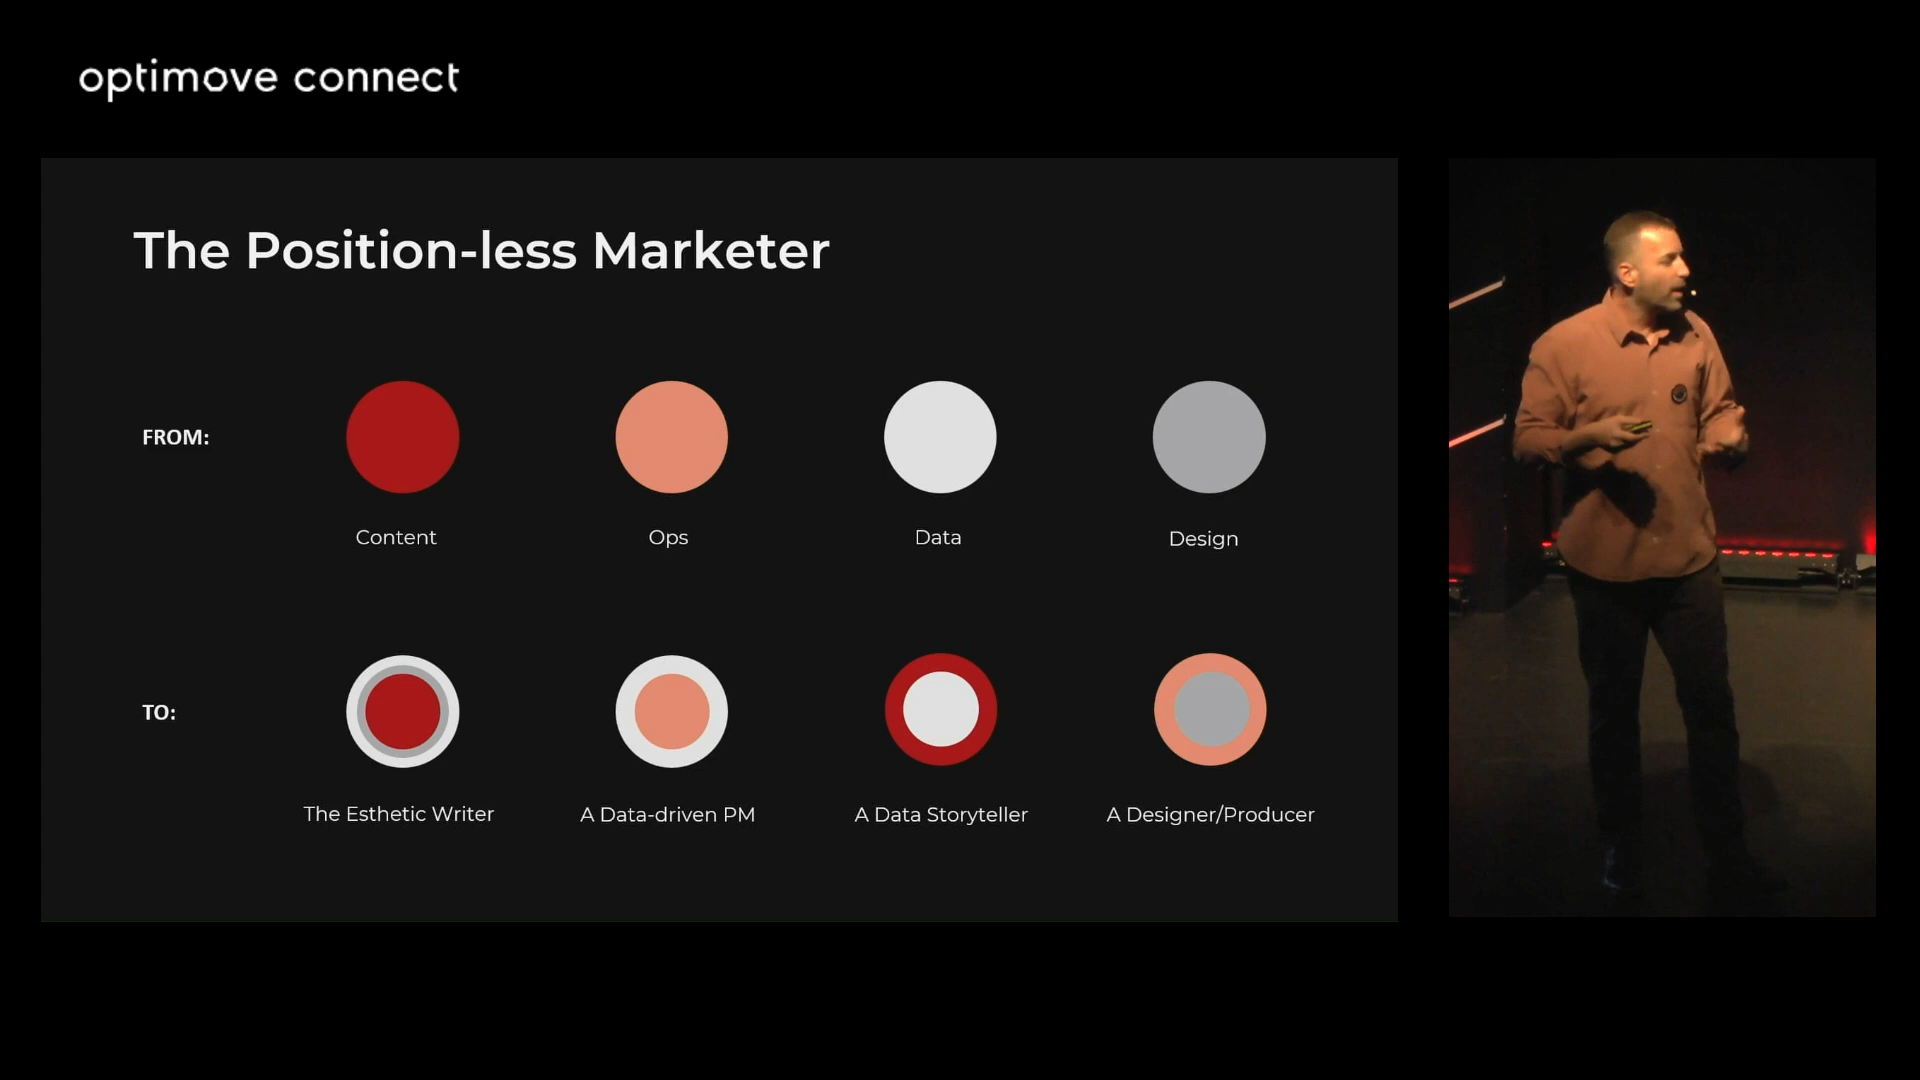 optimove connect
The Position-less Marketer
FROM:
Content
Ops
Data
Design
TO:
The Esthetic Writer
A Data-driven PM
A Data Storyteller
A Designer/Producer